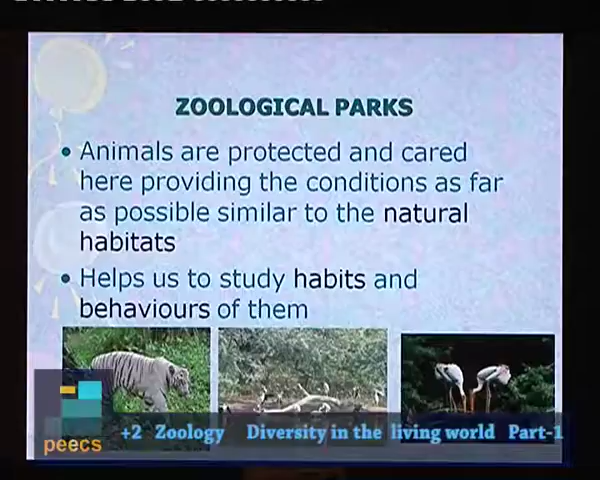 ZOOLOGICAL PARKS
• Animals are protected and cared
here providing the conditions as far
as possible similar to the natural
habitats
• Helps us to study habits and
behaviours of them
peecs
+2 Zoology Diversity in the living world Part-1